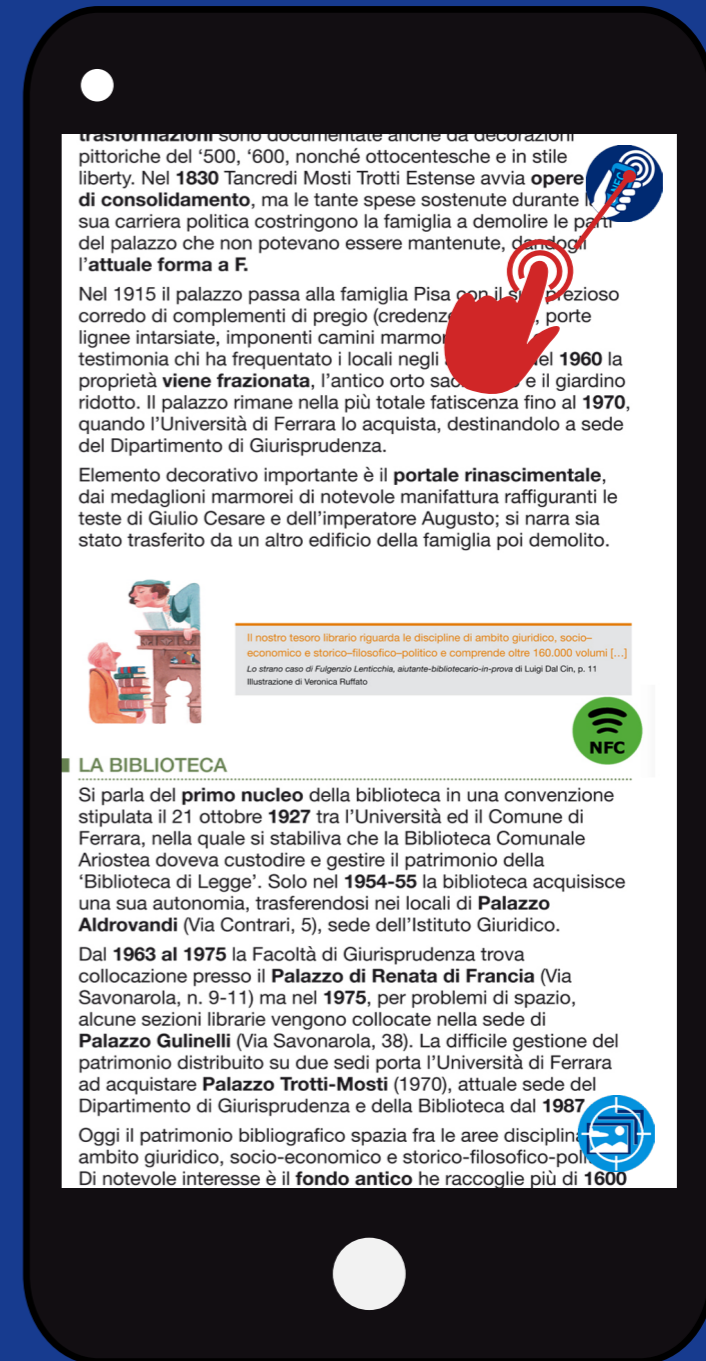 trasformazioni sono documentate anche da decorazioni
pittoriche del ‘500, ‘600, nonché ottocentesche e in stile
liberty. Nel 1830 Tancredi Mosti Trotti Estense avvia opere
di consolidamento, ma le tante spese sostenute durante
sua carriera politica costringono la famiglia a demolire le parti
del palazzo che non potevano essere mantenute, dandogli
l’attuale forma a F.
Nel 1915 il palazzo passa alla famiglia Pisa con il prezioso
corredo di complementi di pregio (credenze , porte
lignee intarsiate, imponenti camini
testimonia chi ha frequentato i locali negli 1960 la
proprietà viene frazionata, l’antico orto e il giardino
ridotto. Il palazzo rimane nella più totale fatiscenza fino al 1970,
quando l’Università di Ferrara lo acquista, destinandolo a sede
del Dipartimento di Giurisprudenza.
Elemento decorativo importante è il portale rinascimentale,
dai medaglioni marmorei di notevole manifattura raffiguranti le
teste di Giulio Cesare e dell’imperatore Augusto; si narra sia
stato trasferito da un altro edificio della famiglia poi demolito.
Il nostro tesoro librario riguarda le discipline di ambito giuridico, socio–
economico e storico–filosofico–politico e comprende oltre 160.000 volumi [...]
Lo strano caso di Fulgenzio Lenticchia, aiutante-bibliotecario-in-prova di Luigi Dal Cin, p. 11
Illustrazione di Veronica Ruffato
NFC
LA BIBLIOTECA
Si parla del primo nucleo della biblioteca in una convenzione
stipulata il 21 ottobre 1927 tra l’Università ed il Comune di
Ferrara, nella quale si stabiliva che la Biblioteca Comunale
Ariostea doveva custodire e gestire il patrimonio della
‘Biblioteca di Legge’. Solo nel 1954-55 la biblioteca acquisisce
una sua autonomia, trasferendosi nei locali di Palazzo
Aldrovandi (Via Contrari, 5), sede dell’Istituto Giuridico.
Dal 1963 al 1975 la Facoltà di Giurisprudenza trova
collocazione presso il Palazzo di Renata di Francia (Via
Savonarola, n. 9-11) ma nel 1975, per problemi di spazio,
alcune sezioni librarie vengono collocate nella sede di
Palazzo Gulinelli (Via Savonarola, 38). La difficile gestione del
patrimonio distribuito su due sedi porta l’Università di Ferrara
ad acquistare Palazzo Trotti-Mosti (1970), attuale sede del
Dipartimento di Giurisprudenza e della Biblioteca dal 1987.
Oggi il patrimonio bibliografico spazia fra le aree
ambito giuridico, socio-economico e
Di notevole interesse è il fondo antico he raccoglie più di 1600